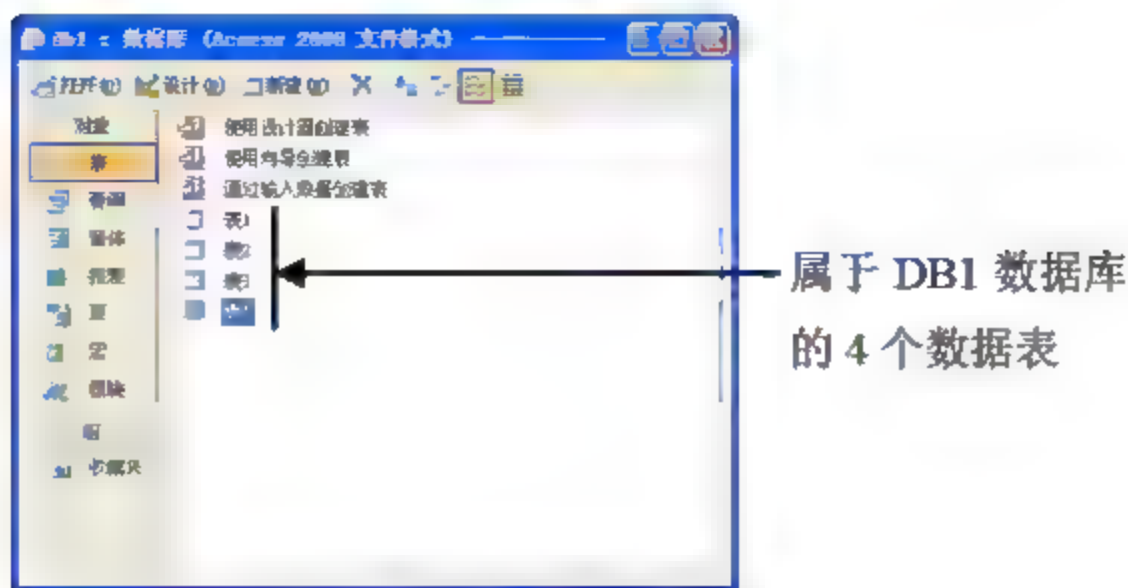 db1 : 数据库 (Access 2000 文件格式)
打开(O) 设计(D) 新建(N)
对象
表
查询
窗体
报表
页
宏
模块
组
收藏夹
使用设计器创建表
使用向导创建表
通过输入数据创建表
表1
表2
表3
属于 DB1 数据库
的 4 个数据表